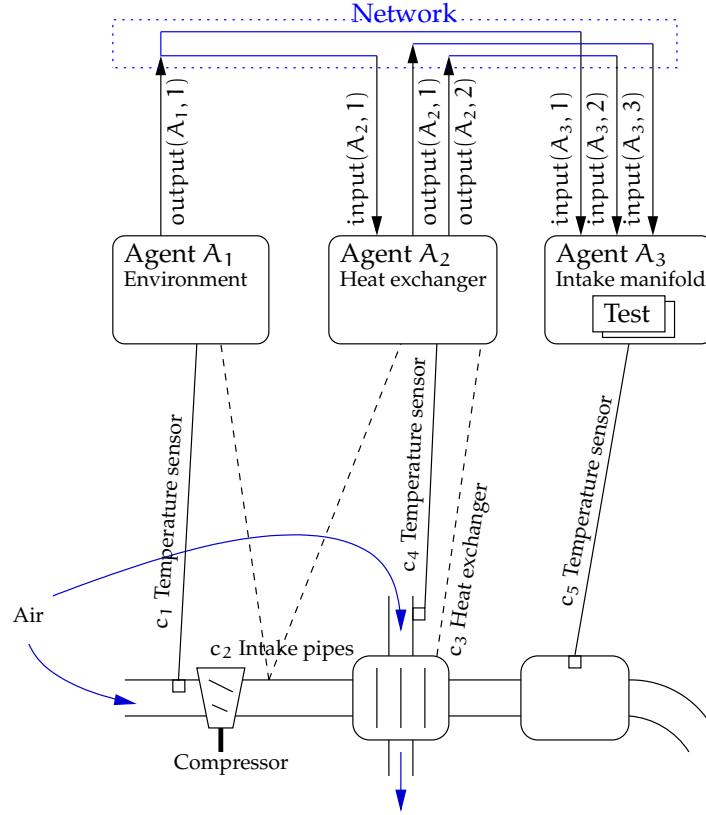 Network
output(A₁, 1)
input(A₂, 1)
output(A₂, 1)
output(A₂, 2)
input(A₃, 1)
input(A₃, 2)
input(A₃, 3)
Agent A₁
Environment
Agent A₂
Heat exchanger
Agent A₃
Intake manifold
Test
c₁ Temperature sensor
c₄ Temperature sensor
c₃ Heat exchanger
c₅ Temperature sensor
Air
c₂ Intake pipes
Compressor